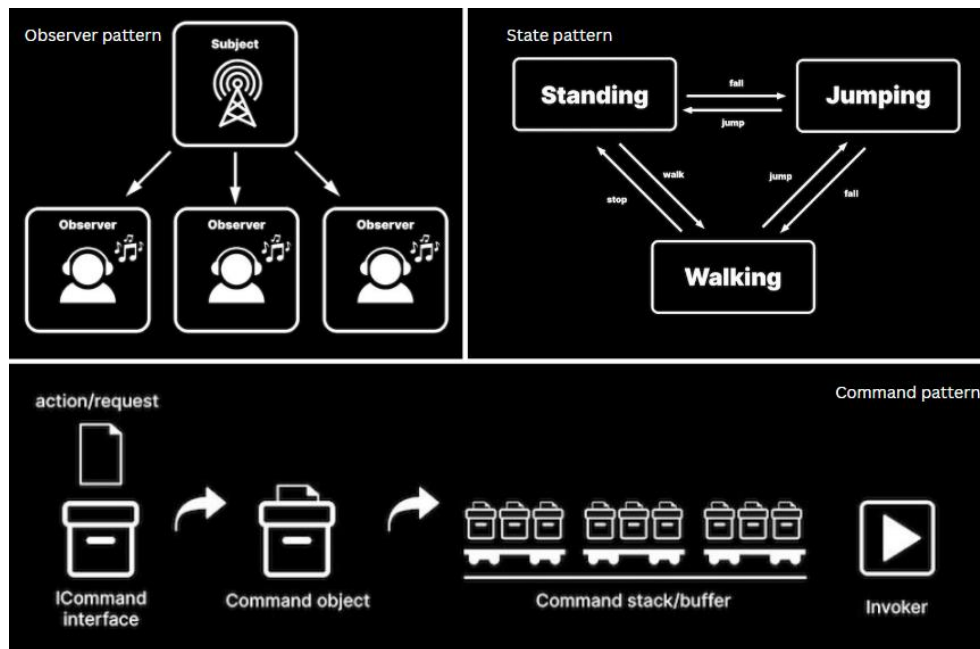 Observer pattern
Subject
Observer
Observer
Observer
State pattern
Standing
fall
jump
Jumping
walk
stop
jump
fall
Walking
Command pattern
action/request
ICommand
interface
Command object
Command stack/buffer
Invoker